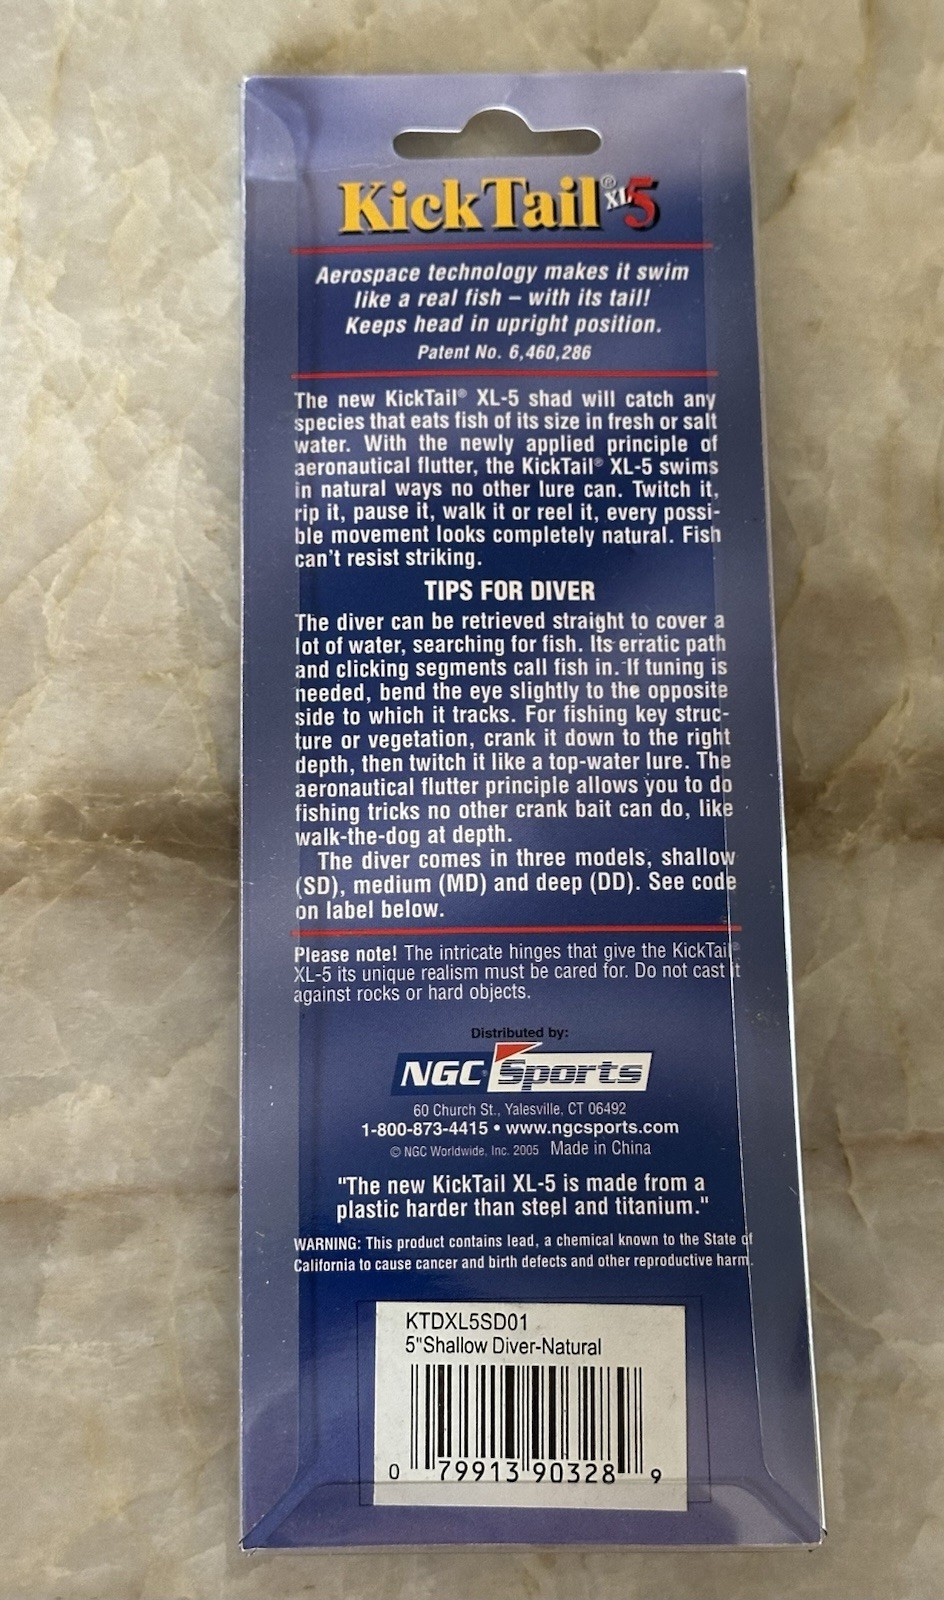 KickTail® XL5
Aerospace technology makes it swim
like a real fish – with its tail!
Keeps head in upright position.
Patent No. 6,460,286
The new KickTail® XL-5 shad will catch any
species that eats fish of its size in fresh or salt
water. With the newly applied principle of
aeronautical flutter, the KickTail® XL-5 swims
in natural ways no other lure can. Twitch it,
rip it, pause it, walk it or reel it, every possi-
ble movement looks completely natural. Fish
can't resist striking.
TIPS FOR DIVER
The diver can be retrieved straight to cover a
lot of water, searching for fish. Its erratic path
and clicking segments call fish in. If tuning is
needed, bend the eye slightly to the opposite
side to which it tracks. For fishing key struc-
ture or vegetation, crank it down to the right
depth, then twitch it like a top-water lure. The
aeronautical flutter principle allows you to do
fishing tricks no other crank bait can do, like
walk-the-dog at depth.
The diver comes in three models, shallow
(SD), medium (MD) and deep (DD). See code
on label below.
Please note! The intricate hinges that give the KickTail®
XL-5 its unique realism must be cared for. Do not cast it
against rocks or hard objects.
Distributed by:
NGC Sports
60 Church St., Yalesville, CT 06492
1-800-873-4415 • www.ngcsports.com
© NGC Worldwide, Inc. 2005 Made in China
"The new KickTail XL-5 is made from a
plastic harder than steel and titanium."
WARNING: This product contains lead, a chemical known to the State of
California to cause cancer and birth defects and other reproductive harm.
KTDXL5SD01
5"Shallow Diver-Natural
0 79913 90328 9